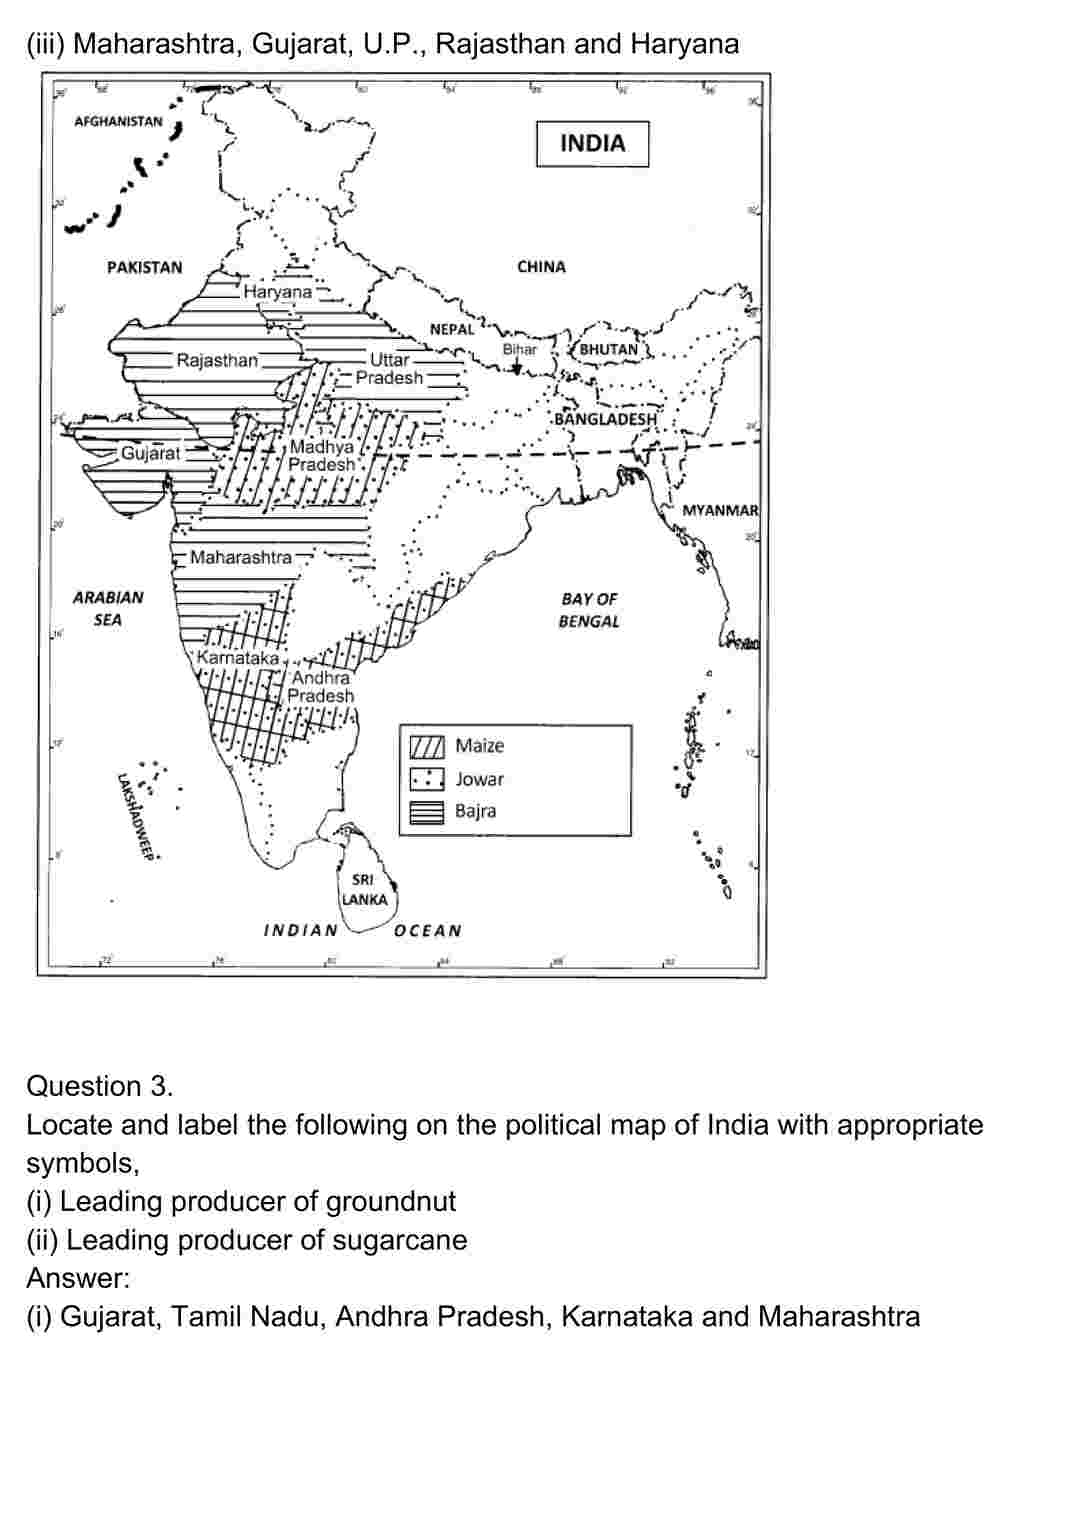 (iii) Maharashtra, Gujarat, U.P., Rajasthan and Haryana
AFGHANISTAN
INDIA
PAKISTAN
CHINA
Haryana
NEPAL
Bihar
BHUTAN
Rajasthan
Uttar
Pradesh
BANGLADESH
Gujarat
Madhya
Pradesh
MYANMAR
Maharashtra
ARABIAN
SEA
BAY OF
BENGAL
Karnataka
Andhra
Pradesh
Maize
Jowar
Bajra
LAKSHADWEEP
SRI
LANKA
INDIAN OCEAN
Question 3.
Locate and label the following on the political map of India with appropriate
symbols,
(i) Leading producer of groundnut
(ii) Leading producer of sugarcane
Answer:
(i) Gujarat, Tamil Nadu, Andhra Pradesh, Karnataka and Maharashtra